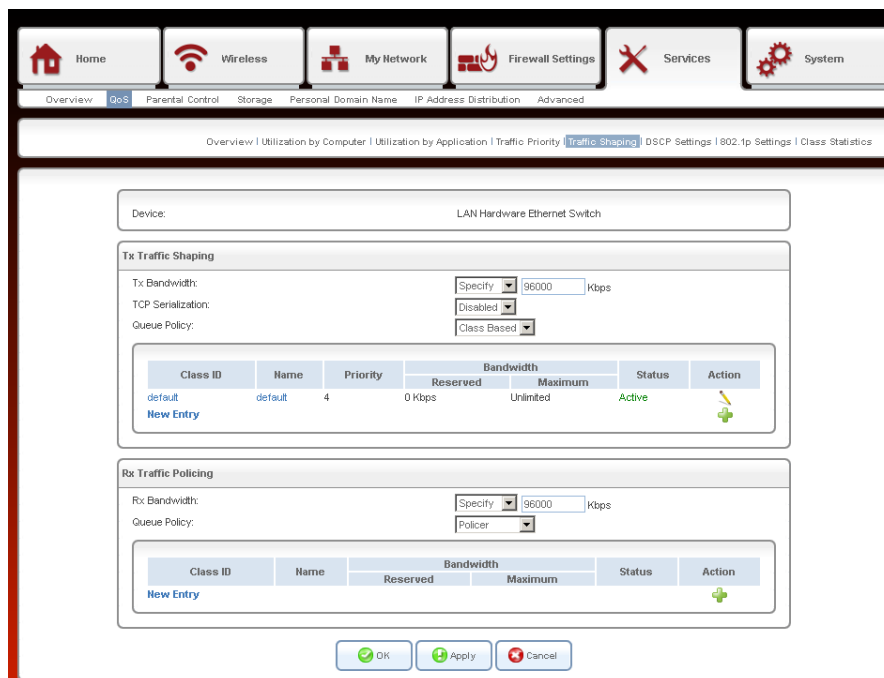 Home Wireless My Network Firewall Settings Services System
Overview QoS Parental Control Storage Personal Domain Name IP Address Distribution Advanced
Overview | Utilization by Computer | Utilization by Application | Traffic Priority | Traffic Shaping | DSCP Settings | 802.1p Settings | Class Statistics
Device: LAN Hardware Ethernet Switch
Tx Traffic Shaping
Tx Bandwidth: Specify 96000 Kbps
TCP Serialization: Disabled
Queue Policy: Class Based
Class ID Name Priority Bandwidth Status Action
Reserved Maximum
default default 4 0 Kbps Unlimited Active
New Entry
Rx Traffic Policing
Rx Bandwidth: Specify 96000 Kbps
Queue Policy: Policer
Class ID Name Bandwidth Status Action
Reserved Maximum
New Entry
OK Apply Cancel